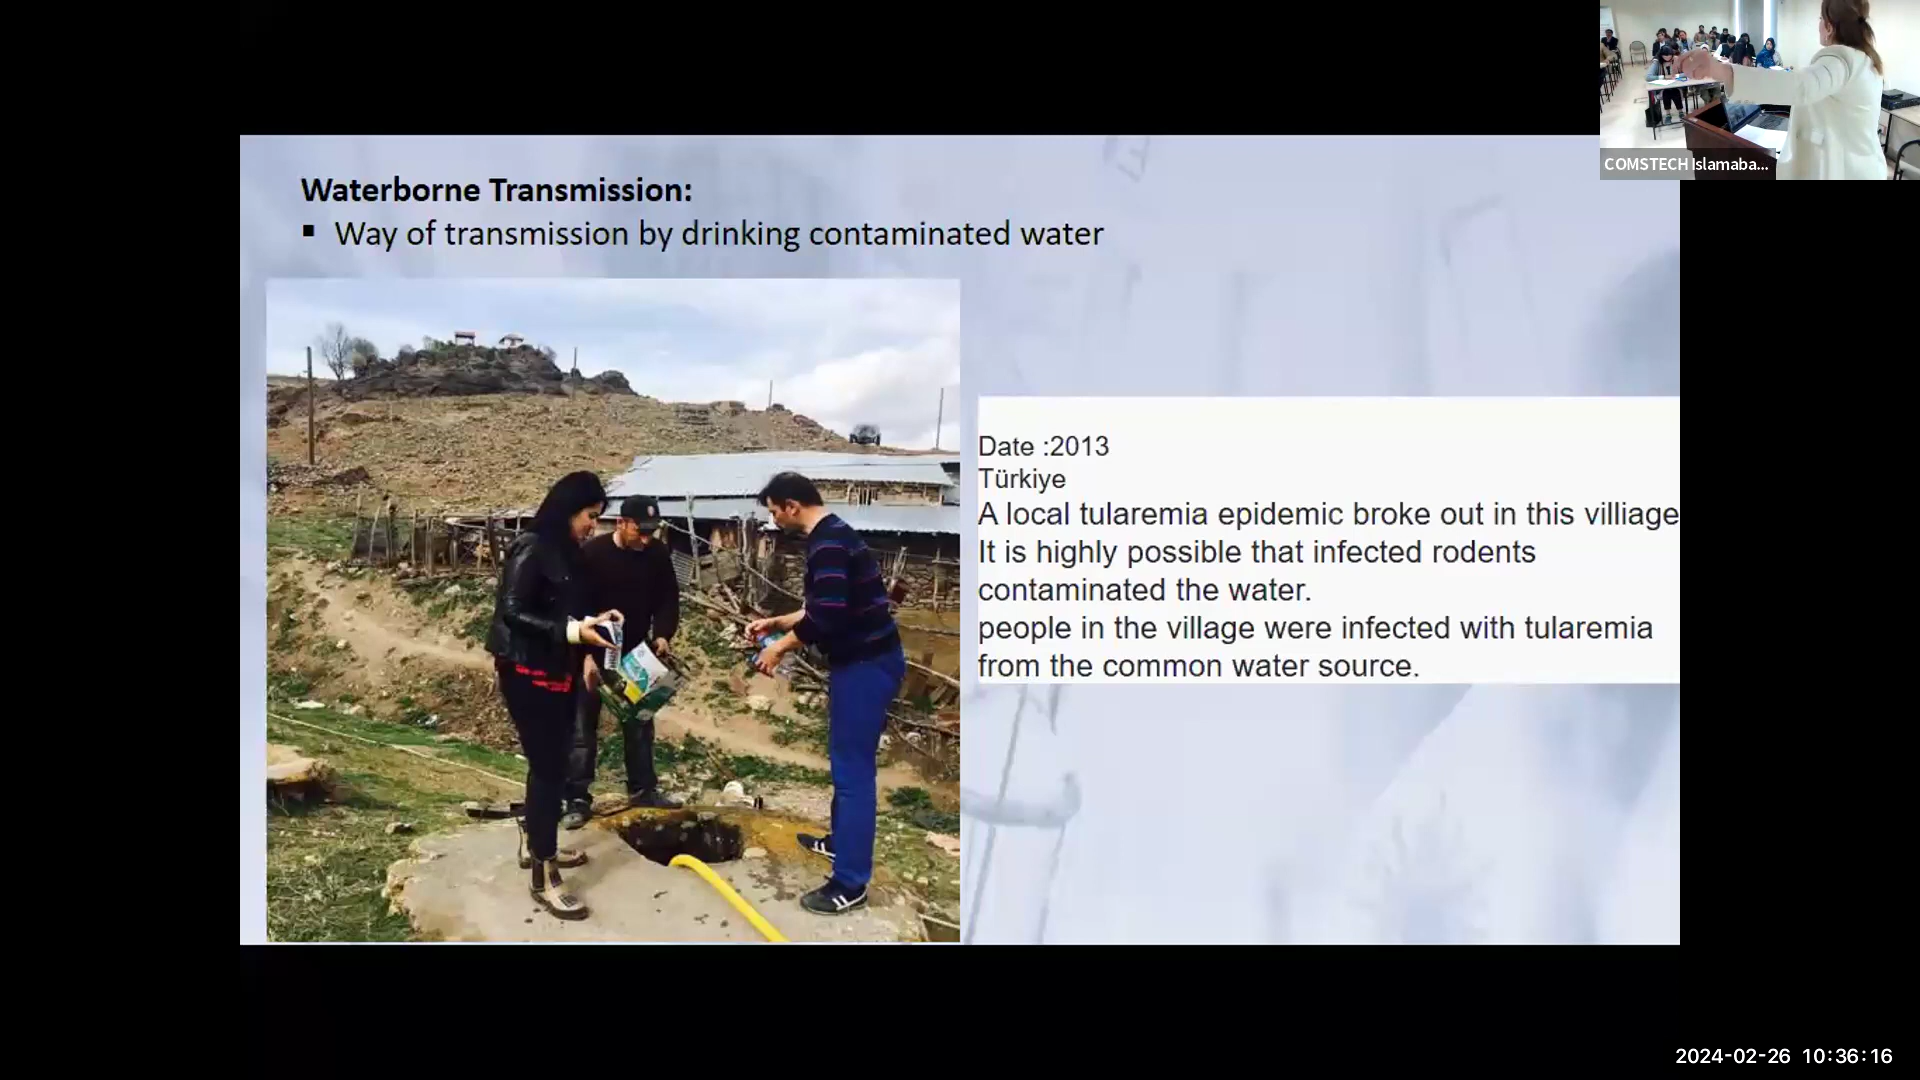 COMSTECH Islamaba...
Waterborne Transmission:
▪ Way of transmission by drinking contaminated water
Date :2013
Türkiye
A local tularemia epidemic broke out in this villiage
It is highly possible that infected rodents
contaminated the water.
people in the village were infected with tularemia
from the common water source.
2024-02-26 10:36:16